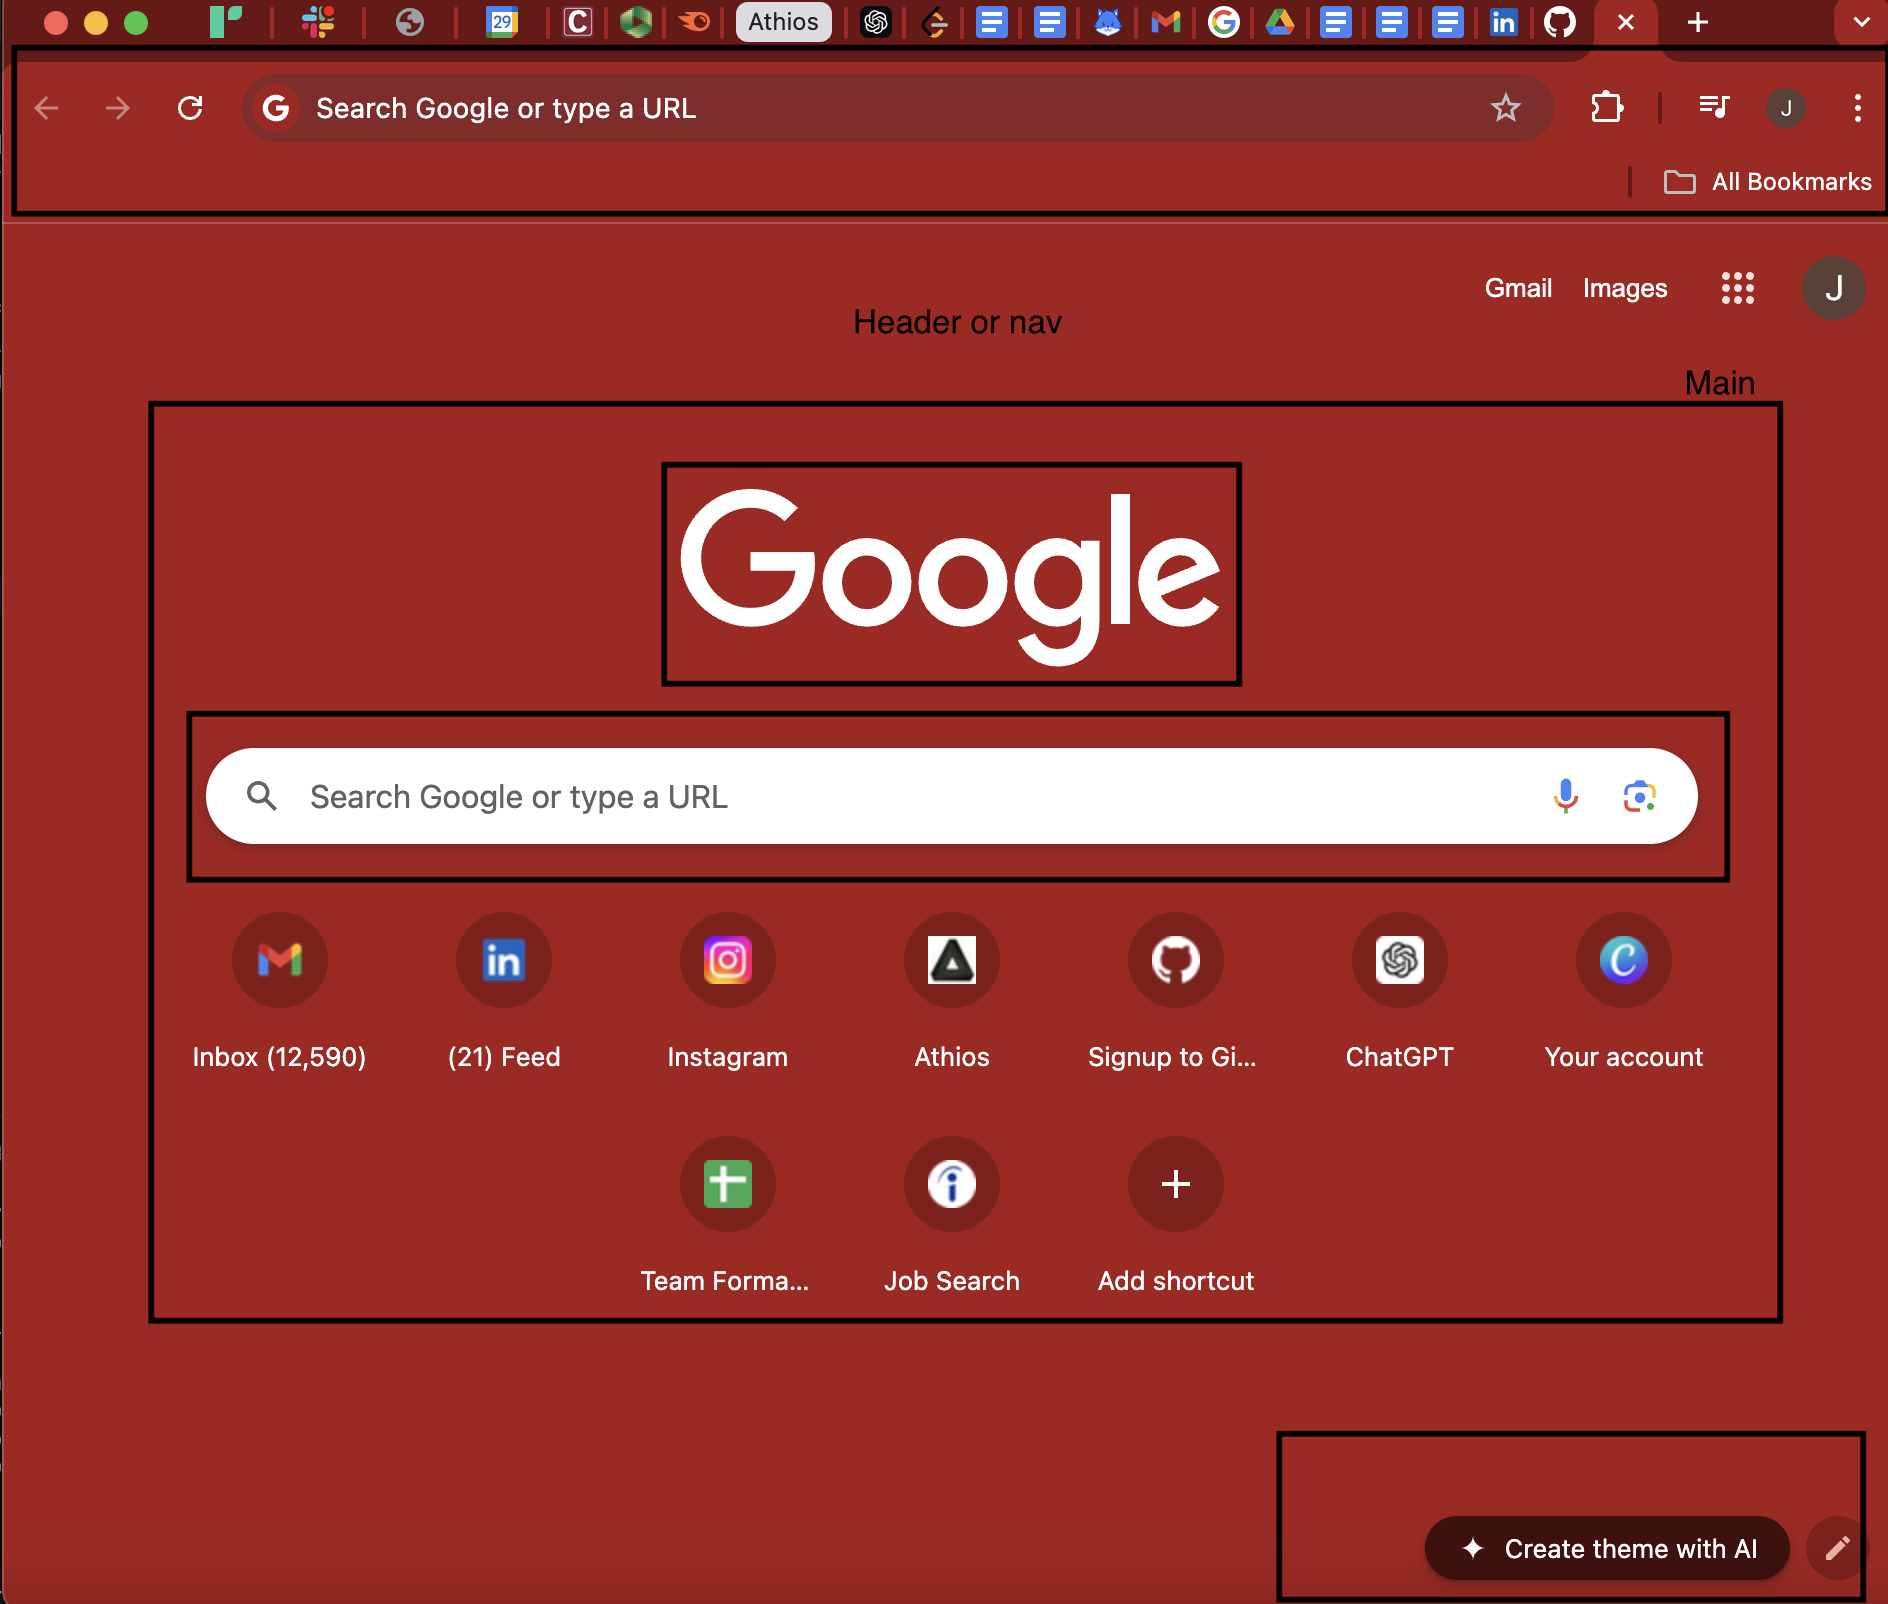 29
C
Athios
in
G
Search Google or type a URL
J
All Bookmarks
Gmail
Images
J
Header or nav
Main
Google
Search Google or type a URL
in
Inbox (12,590)
(21) Feed
Instagram
Athios
Signup to Gi...
ChatGPT
Your account
Team Forma...
Job Search
Add shortcut
Create theme with AI